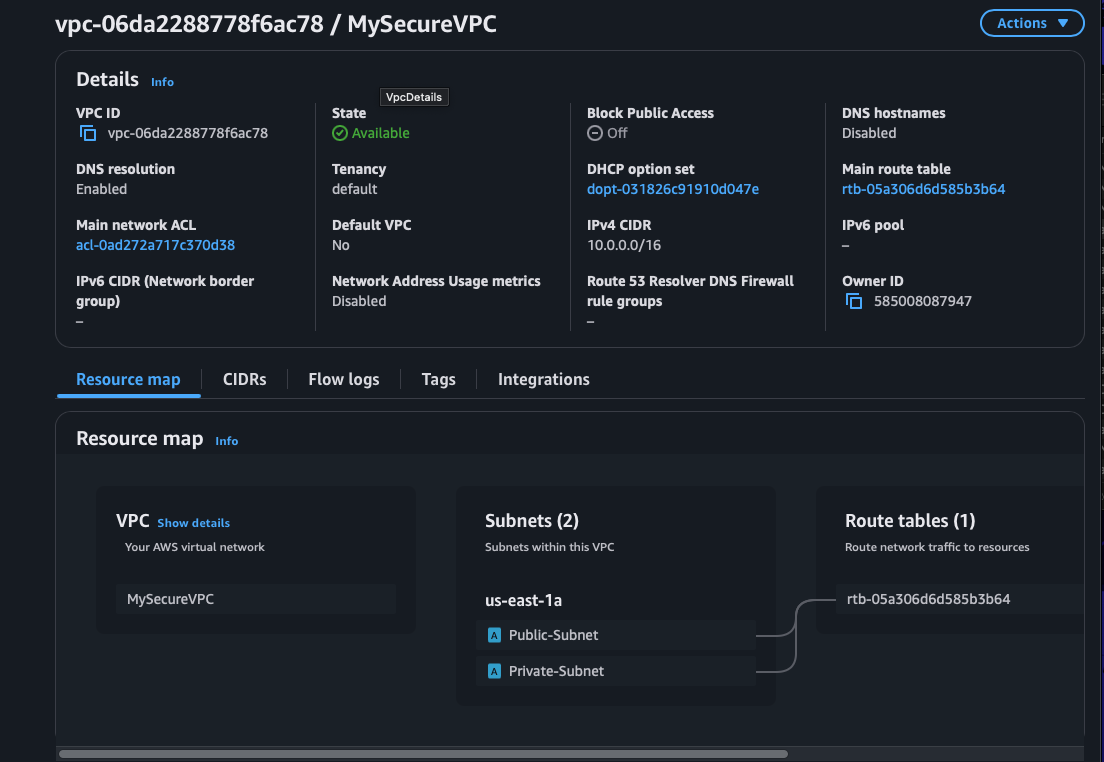 vpc-06da2288778f6ac78 / MySecureVPC
Actions
Details Info
VpcDetails
VPC ID
vpc-06da2288778f6ac78
State
Available
Block Public Access
Off
DNS hostnames
Disabled
DNS resolution
Enabled
Tenancy
default
DHCP option set
dopt-031826c91910d047e
Main route table
rtb-05a306d6d585b3b64
Main network ACL
acl-0ad272a717c370d38
Default VPC
No
IPv4 CIDR
10.0.0.0/16
IPv6 pool
–
IPv6 CIDR (Network border
group)
–
Network Address Usage metrics
Disabled
Route 53 Resolver DNS Firewall
rule groups
–
Owner ID
585008087947
Resource map
CIDRs
Flow logs
Tags
Integrations
Resource map Info
VPC Show details
Your AWS virtual network
MySecureVPC
Subnets (2)
Subnets within this VPC
us-east-1a
A Public-Subnet
A Private-Subnet
Route tables (1)
Route network traffic to resources
rtb-05a306d6d585b3b64